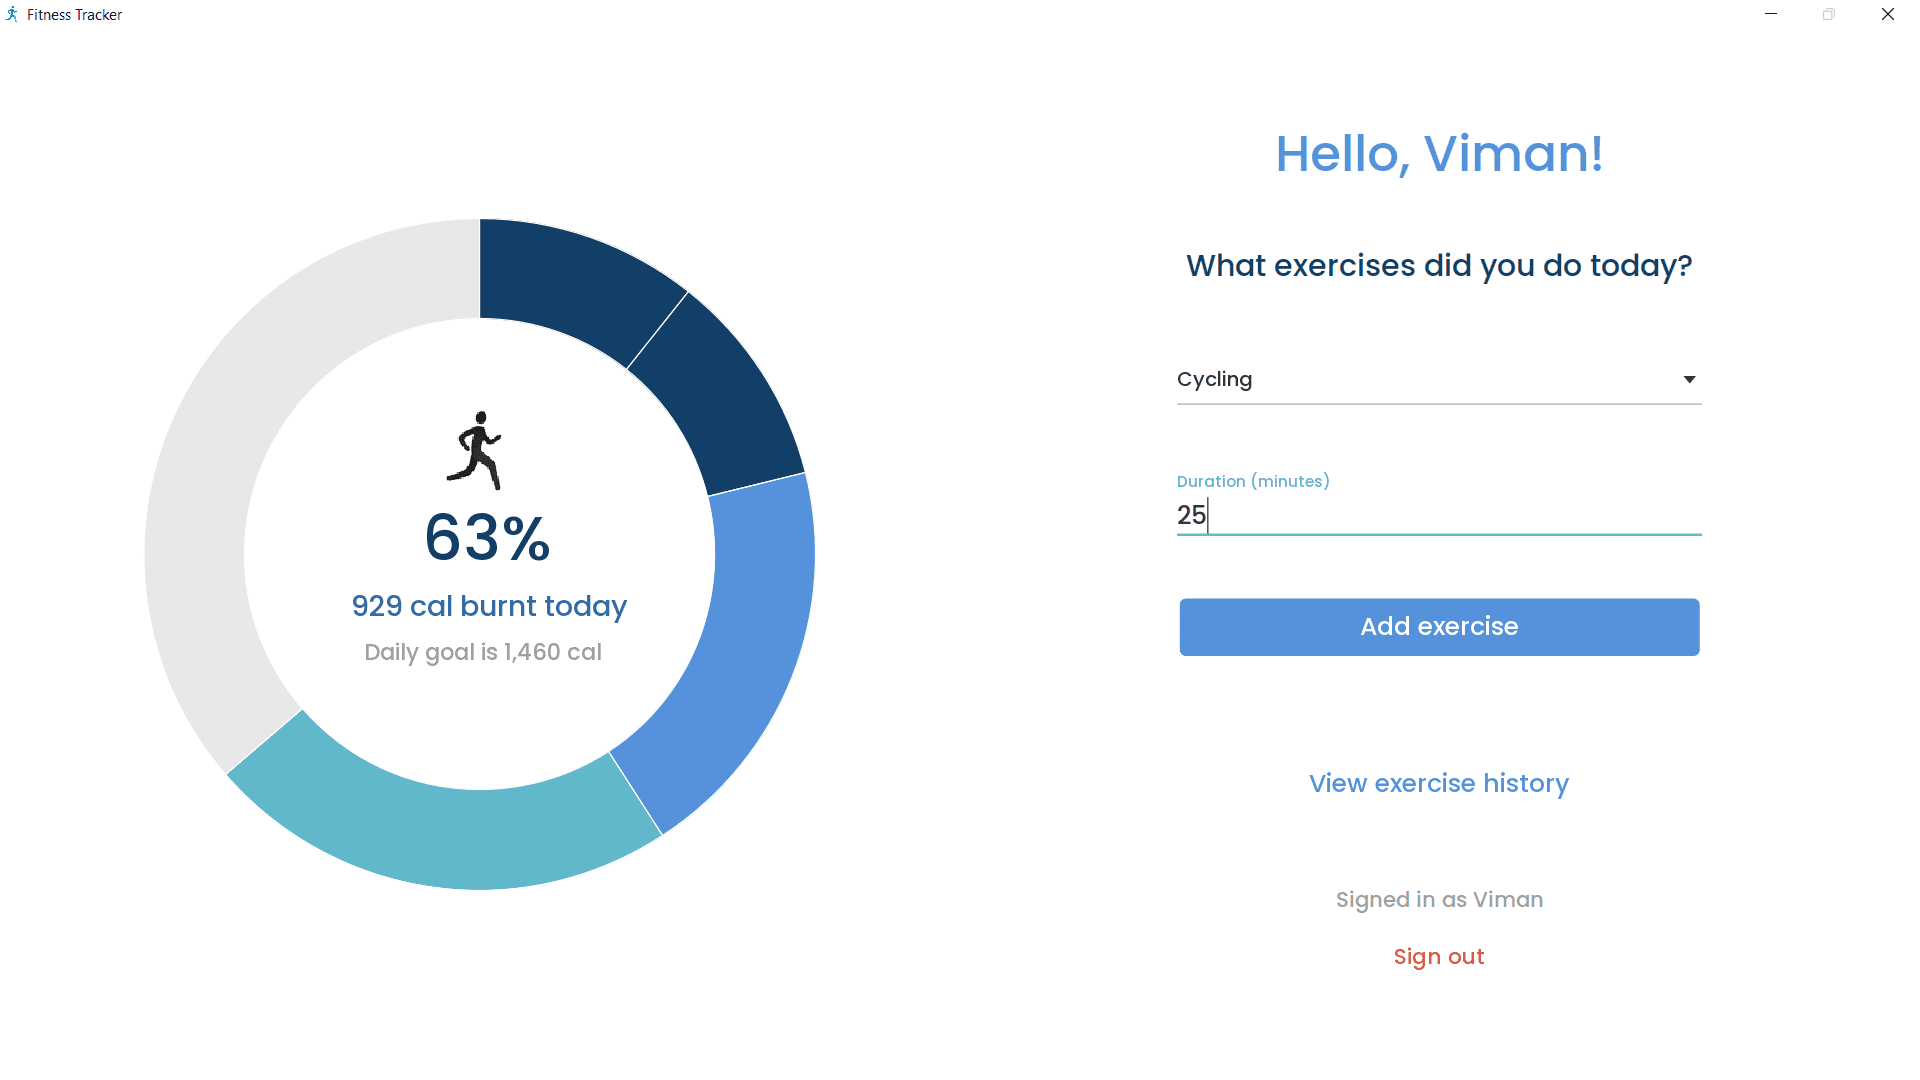 Fitness Tracker
63%
929 cal burnt today
Daily goal is 1,460 cal
Hello, Viman!
What exercises did you do today?
Cycling
Duration (minutes)
25
Add exercise
View exercise history
Signed in as Viman
Sign out